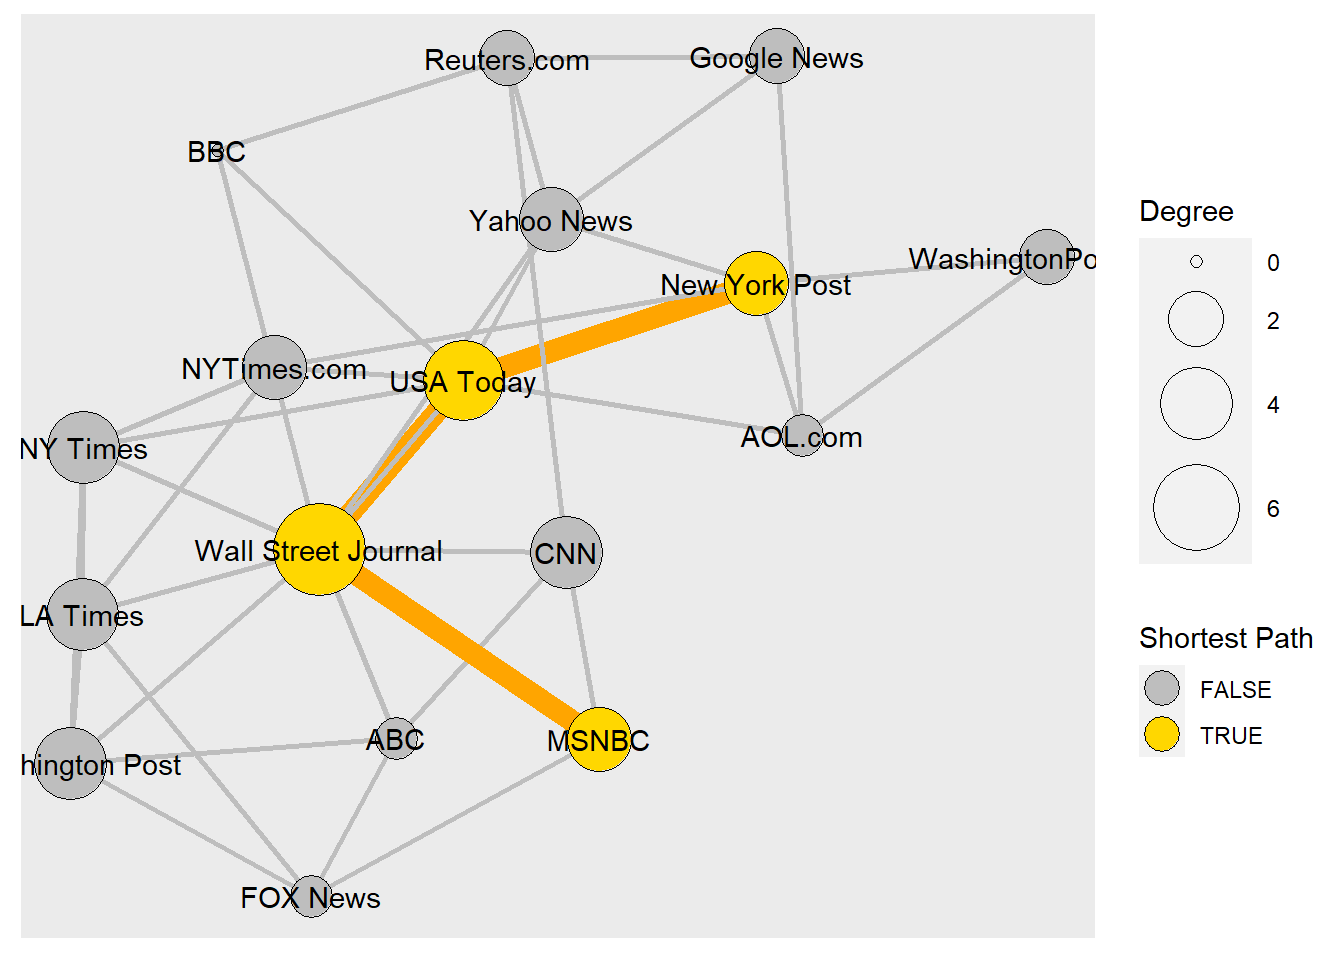 Reuters.com
Google News
BBC
Yahoo News
WashingtonPo
New York Post
NYTimes.com
USA Today
AOL.com
NY Times
Wall Street Journal
CNN
LA Times
ABC
MSNBC
hington Post
FOX News
Degree
0
2
4
6
Shortest Path
FALSE
TRUE